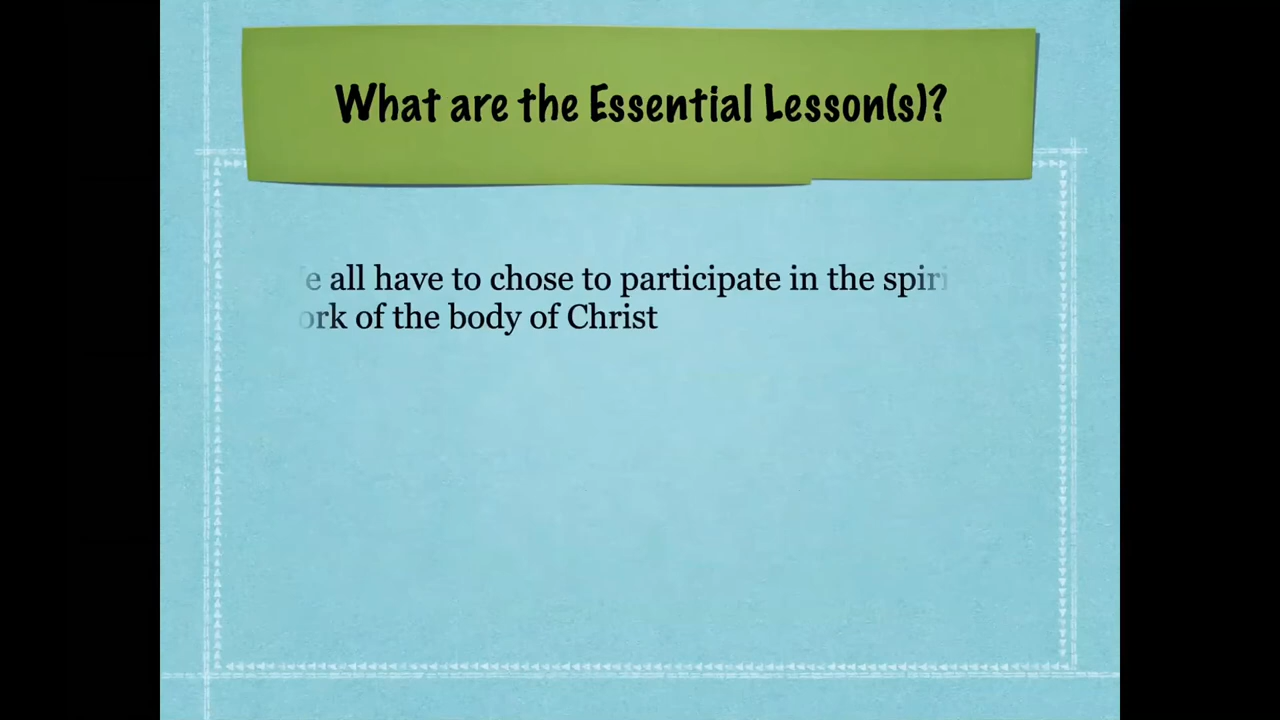 What are the Essential Lesson(s)?
all have to chose to participate in the
of the body of Christ